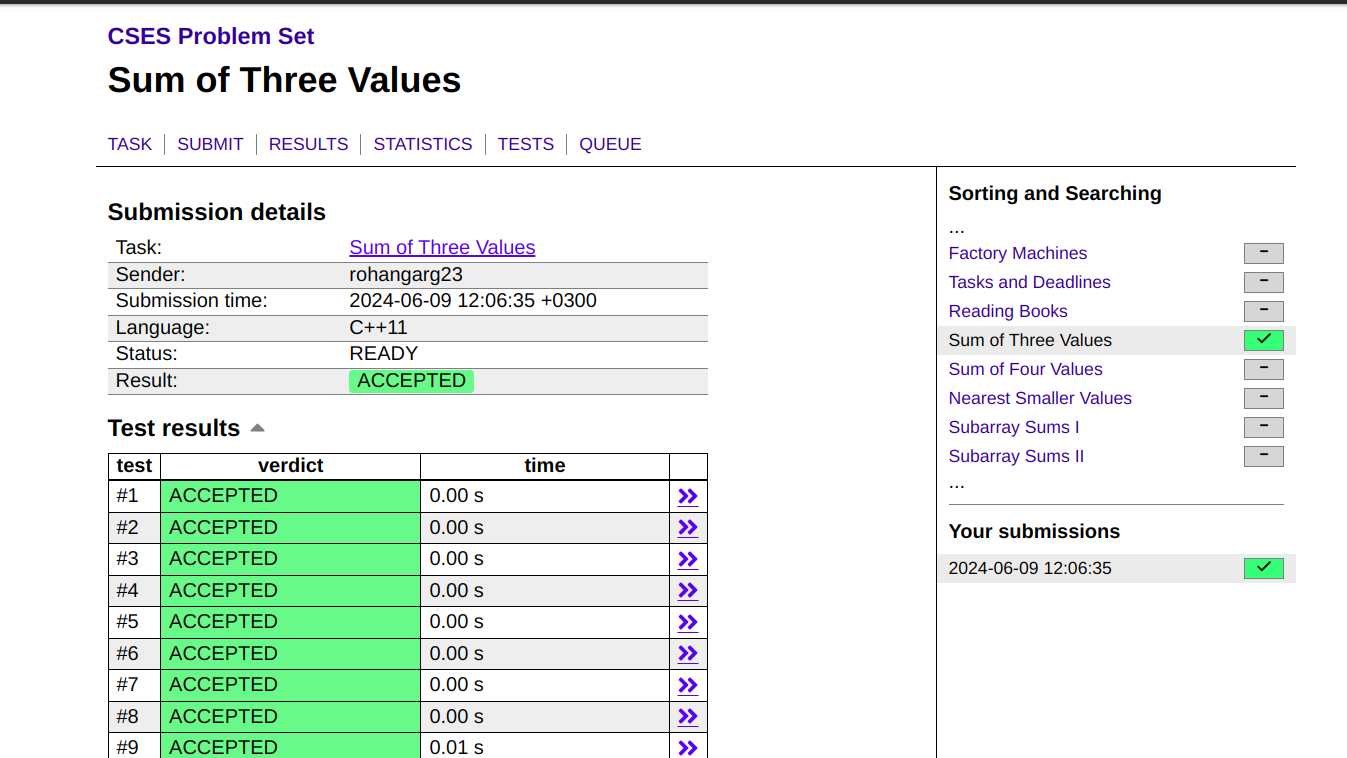 CSES Problem Set
Sum of Three Values
TASK SUBMIT RESULTS STATISTICS TESTS QUEUE
Submission details
Task: Sum of Three Values
Sender: rohangarg23
Submission time: 2024-06-09 12:06:35 +0300
Language: C++11
Status: READY
Result: ACCEPTED
Test results
test verdict time
#1 ACCEPTED 0.00 s
#2 ACCEPTED 0.00 s
#3 ACCEPTED 0.00 s
#4 ACCEPTED 0.00 s
#5 ACCEPTED 0.00 s
#6 ACCEPTED 0.00 s
#7 ACCEPTED 0.00 s
#8 ACCEPTED 0.00 s
#9 ACCEPTED 0.01 s
Sorting and Searching
...
Factory Machines –
Tasks and Deadlines –
Reading Books –
Sum of Three Values ✓
Sum of Four Values –
Nearest Smaller Values –
Subarray Sums I –
Subarray Sums II –
...
Your submissions
2024-06-09 12:06:35 ✓